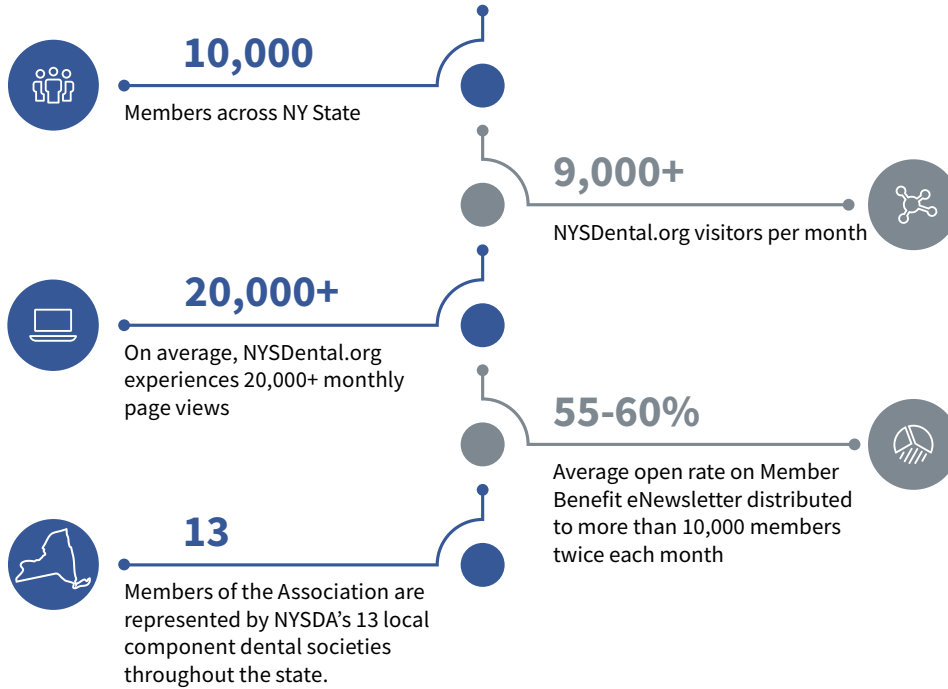 10,000
Members across NY State
9,000+
NYSDental.org visitors per month
20,000+
On average, NYSDental.org
experiences 20,000+ monthly
page views
55-60%
Average open rate on Member
Benefit eNewsletter distributed
to more than 10,000 members
twice each month
13
Members of the Association are
represented by NYSDA’s 13 local
component dental societies
throughout the state.